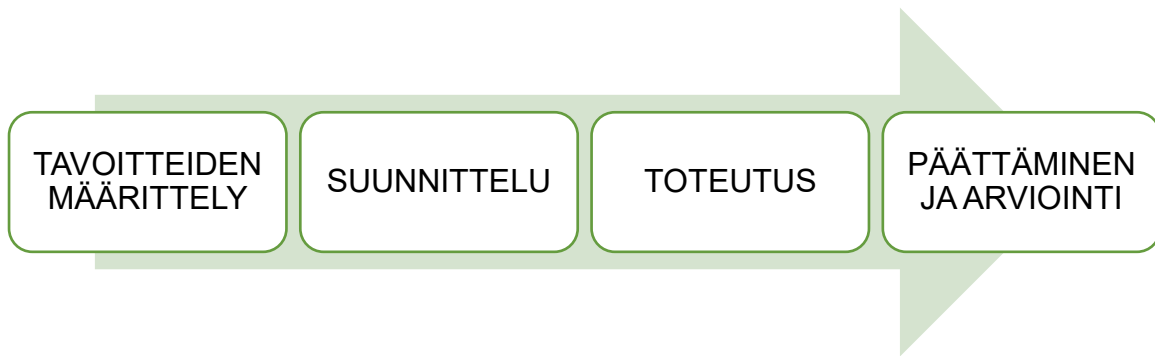 TAVOITTEIDEN
MÄÄRITTELY
SUUNNITTELU
TOTEUTUS
PÄÄTTÄMINEN
JA ARVIOINTI